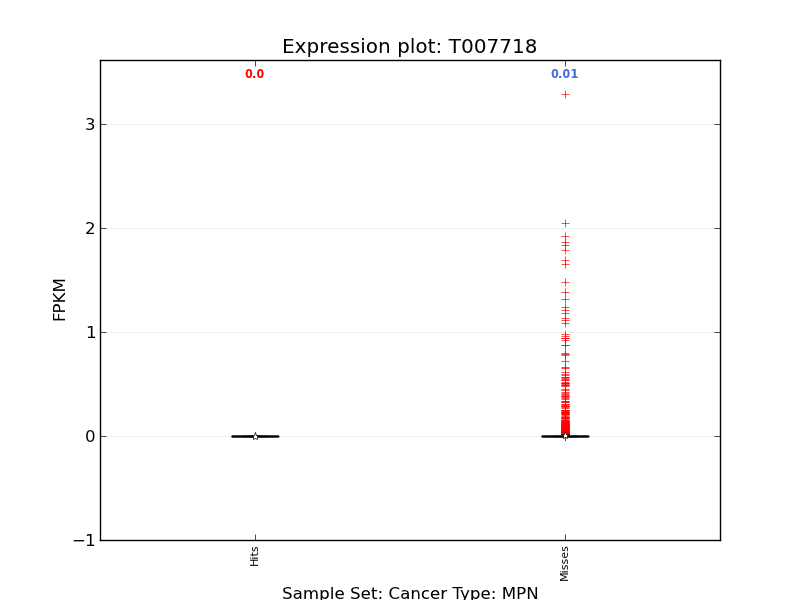 Expression plot: T007718
0.0
0.01
3
2
1
0
−1
FPKM
Hits
Misses
Sample Set: Cancer Type: MPN